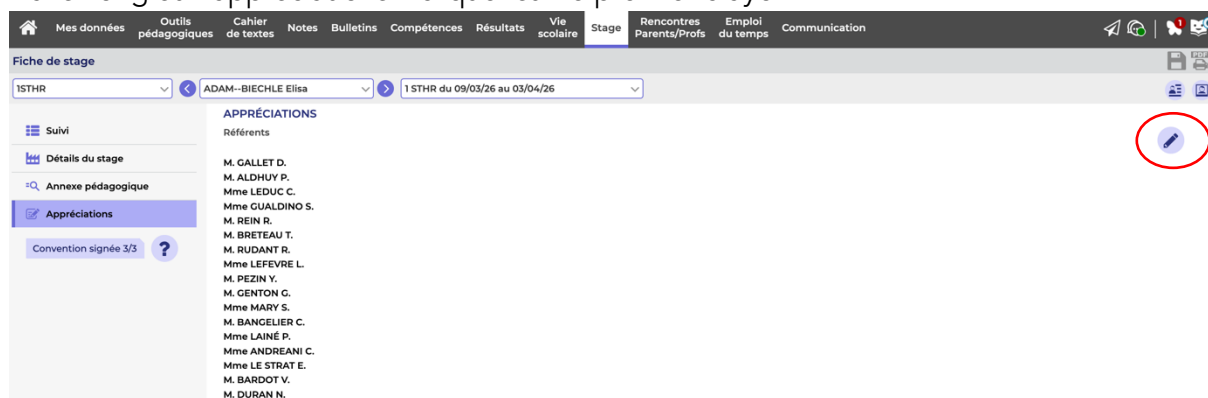 Mes données Outils pédagogiques Cahier de textes Notes Bulletins Compétences Résultats Vie scolaire Stage Rencontres Parents/Profs Emploi du temps Communication 1
Fiche de stage PDF
1STHR ADAM--BIECHLE Elisa 1 STHR du 09/03/26 au 03/04/26
Suivi
Détails du stage
Annexe pédagogique
Appréciations
Convention signée 3/3 ?
APPRÉCIATIONS
Référents
M. GALLET D.
M. ALDHUY P.
Mme LEDUC C.
Mme GUALDINO S.
M. REIN R.
M. BRETEAU T.
M. RUDANT R.
Mme LEFEVRE L.
M. PEZIN Y.
M. GENTON G.
Mme MARY S.
M. BANGELIER C.
Mme LAINÉ P.
Mme ANDREANI C.
Mme LE STRAT E.
M. BARDOT V.
M. DURAN N.